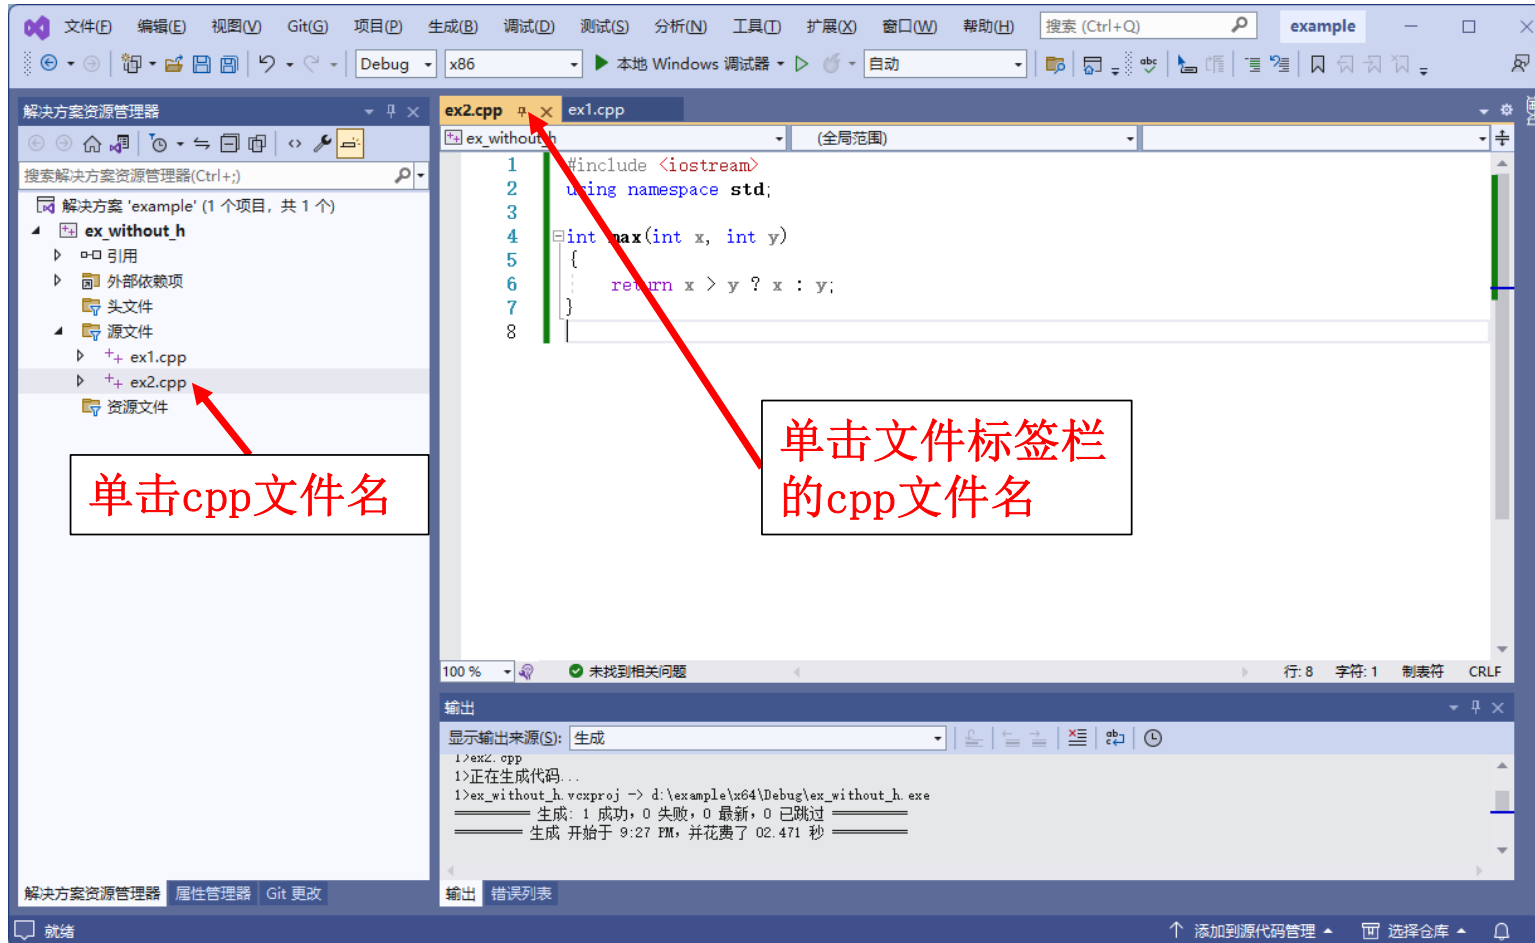 文件(F) 编辑(E) 视图(V) Git(G) 项目(P) 生成(B) 调试(D) 测试(S) 分析(N) 工具(T) 扩展(X) 窗口(W) 帮助(H) 搜索 (Ctrl+Q) example
Debug x86 本地 Windows 调试器 自动
解决方案资源管理器
搜索解决方案资源管理器(Ctrl+;)
解决方案 'example' (1 个项目，共 1 个)
ex_without_h
引用
外部依赖项
头文件
源文件
ex1.cpp
ex2.cpp
资源文件
单击cpp文件名
解决方案资源管理器 属性管理器 Git 更改
ex2.cpp ex1.cpp
ex_without_h (全局范围)
1 #include <iostream>
2 using namespace std;
3
4 int max(int x, int y)
5 {
6 return x > y ? x : y;
7 }
8
单击文件标签栏
的cpp文件名
100 % 未找到相关问题 行: 8 字符: 1 制表符 CRLF
输出
显示输出来源(S): 生成
1>ex2.cpp
1>正在生成代码...
1>ex_without_h.vcxproj -> d:\example\x64\Debug\ex_without_h.exe
========== 生成: 1 成功，0 失败，0 最新，0 已跳过 ==========
========== 生成 开始于 9:27 PM，并花费了 02.471 秒 ==========
输出 错误列表
就绪 添加到源代码管理 选择仓库